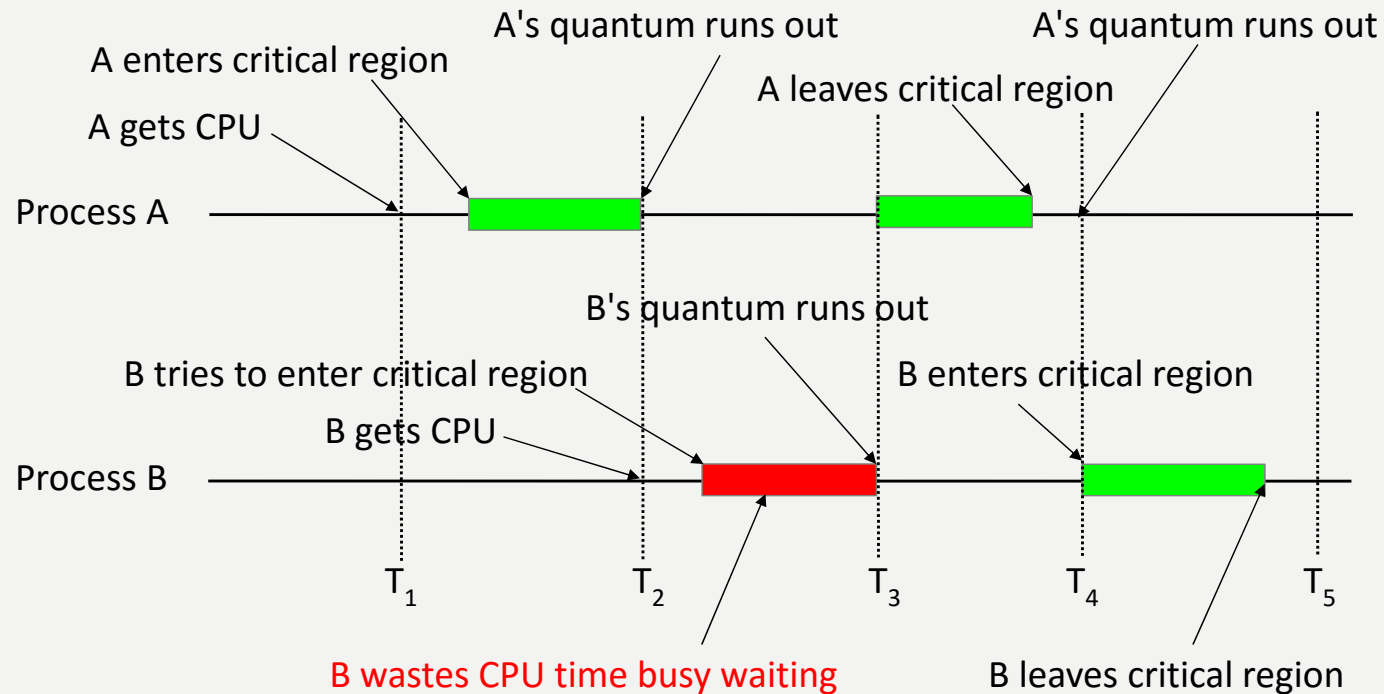 A's quantum runs out
A's quantum runs out
A enters critical region
A leaves critical region
A gets CPU
Process A
B's quantum runs out
B tries to enter critical region
B enters critical region
B gets CPU
Process B
T1
T2
T3
T4
T5
B wastes CPU time busy waiting
B leaves critical region